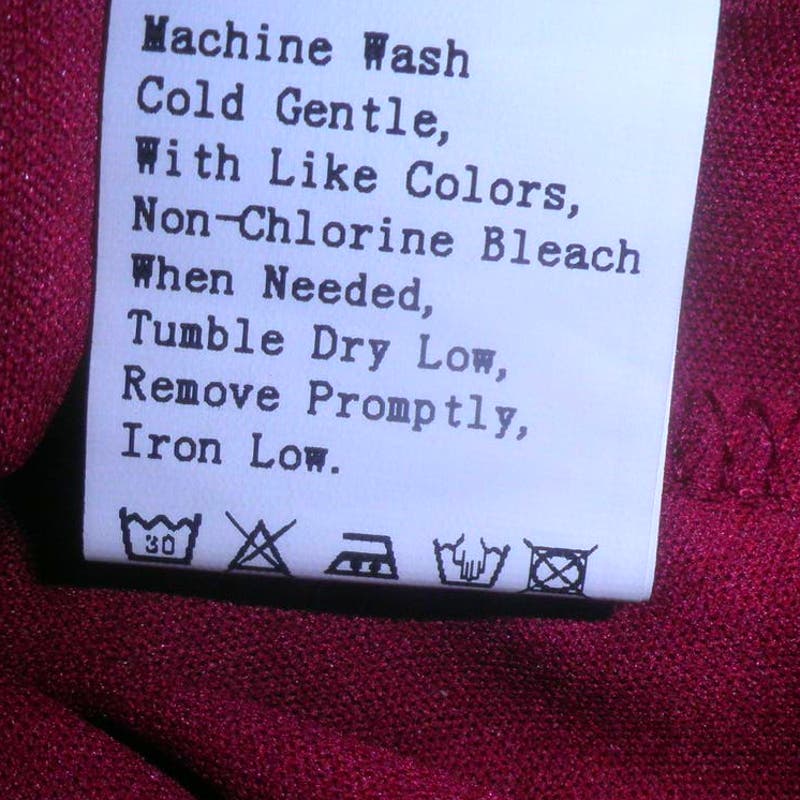 Machine Wash
Cold Gentle,
With Like Colors,
Non-Chlorine Bleach
When Needed,
Tumble Dry Low,
Remove Promptly,
Iron Low.
30